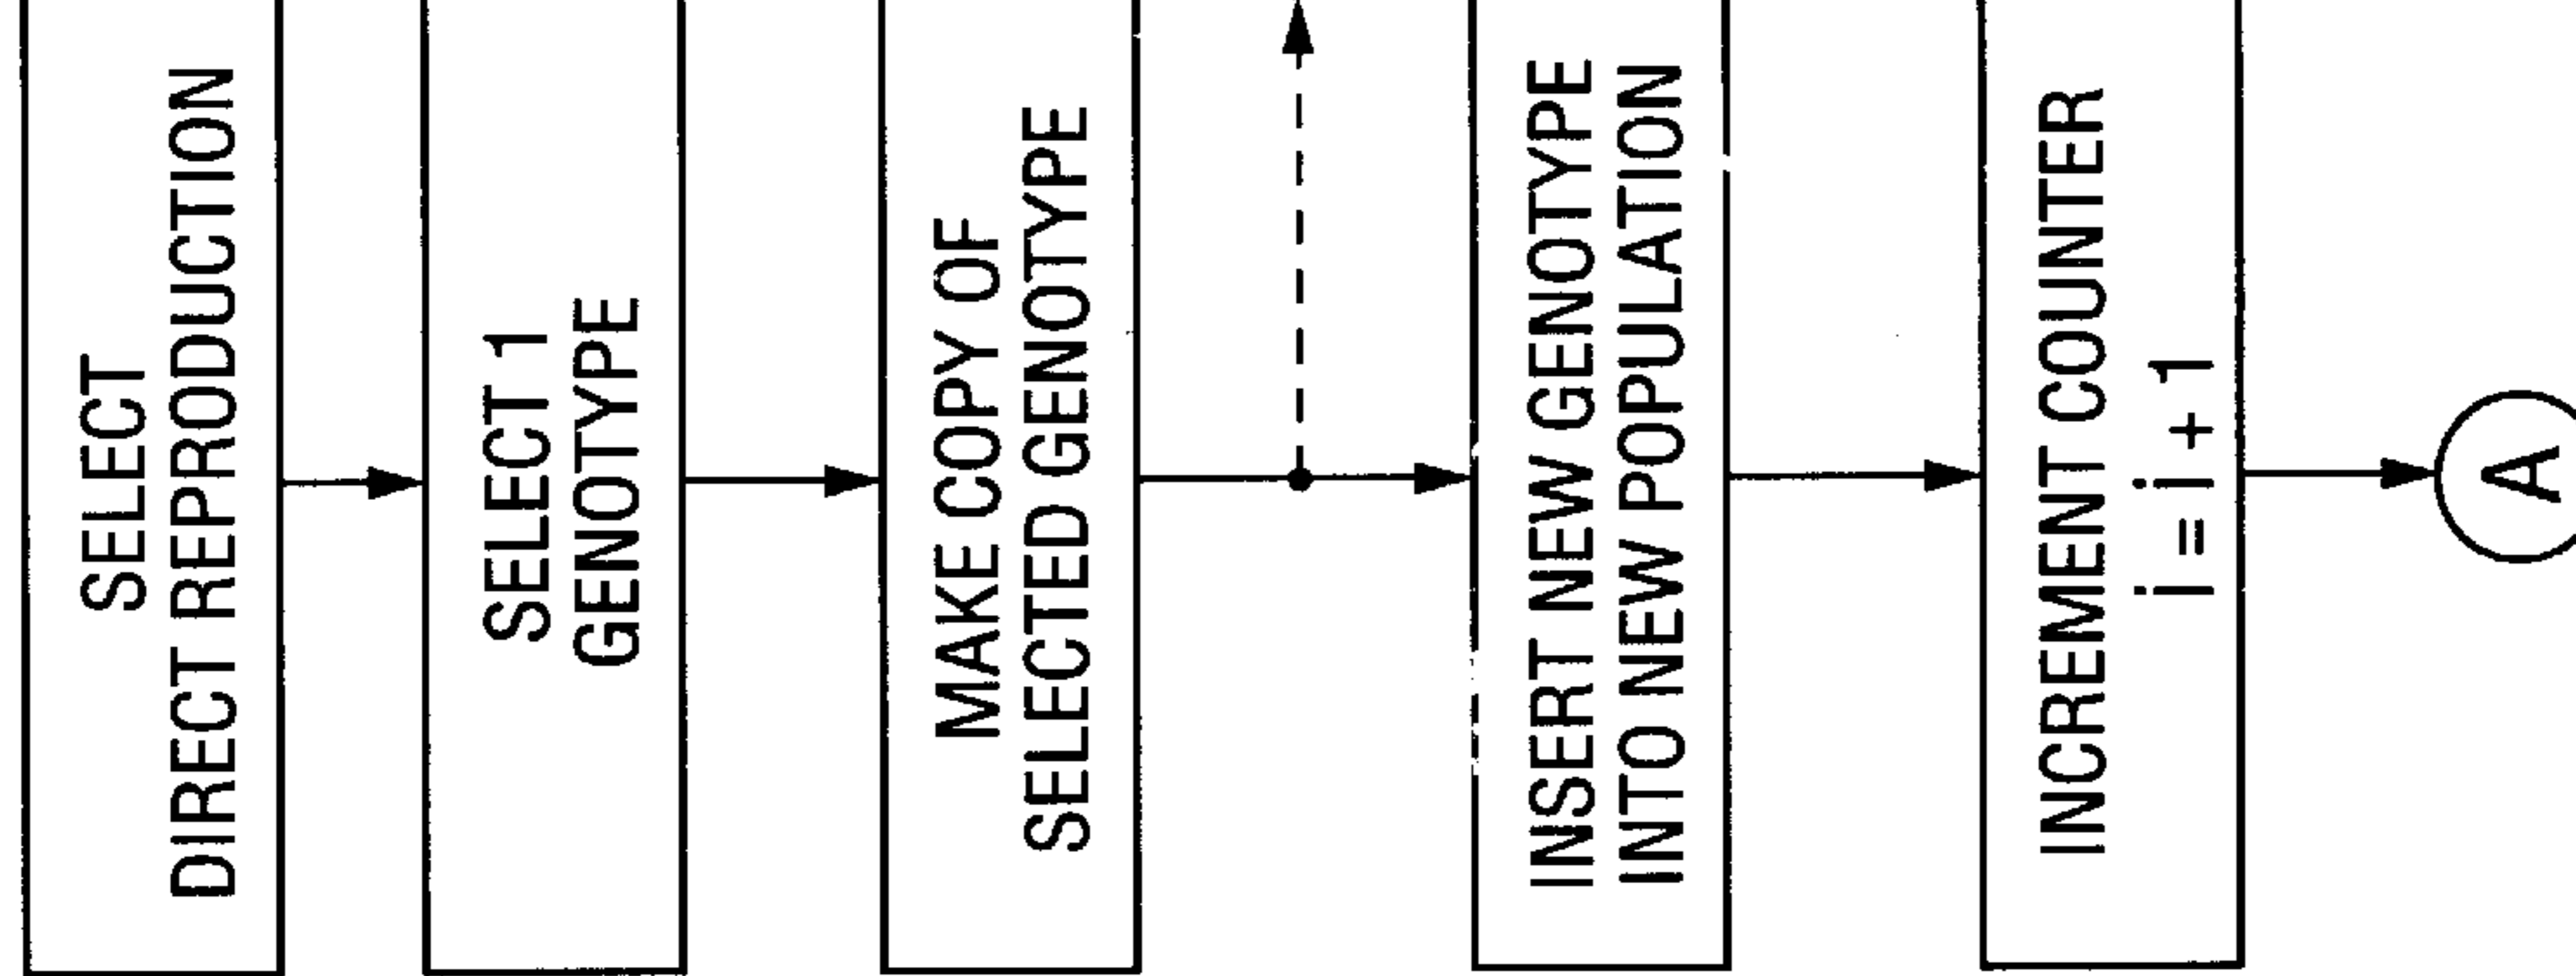 SELECT
DIRECT REPRODUCTION
SELECT 1
GENOTYPE
MAKE COPY OF
SELECTED GENOTYPE
INSERT NEW GENOTYPE
INTO NEW POPULATION
INCREMENT COUNTER
i = i + 1
A